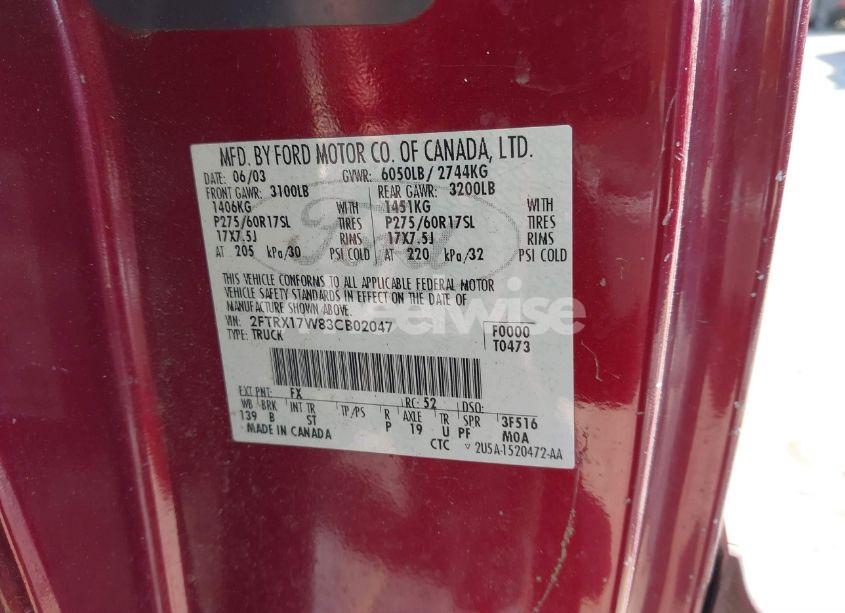 MFD. BY FORD MOTOR CO. OF CANADA, LTD.
DATE: 06/03 GVWR: 6050LB/ 2744KG
FRONT GAWR: 3100LB REAR GAWR: 3200LB
1406KG WITH 1451KG WITH
P275/60R17SL TIRES P275/60R17SL TIRES
17X7.5J RIMS 17X7.5J RIMS
AT 205 kPa/30 PSI COLD AT 220 kPa/32 PSI COLD
THIS VEHICLE CONFORMS TO ALL APPLICABLE FEDERAL MOTOR
VEHICLE SAFETY STANDARDS IN EFFECT ON THE DATE OF
MANUFACTURE SHOWN ABOVE.
VIN: 2FTRX17W83CB02047 F0000
TYPE: TRUCK T0473
EXT PNT: FX RC: 52 DSO:
WB BRK INT TR TP/PS R AXLE TR SPR 3F516
139 B ST P 19 U PF MOA
MADE IN CANADA CTC 2U5A-1520472-AA